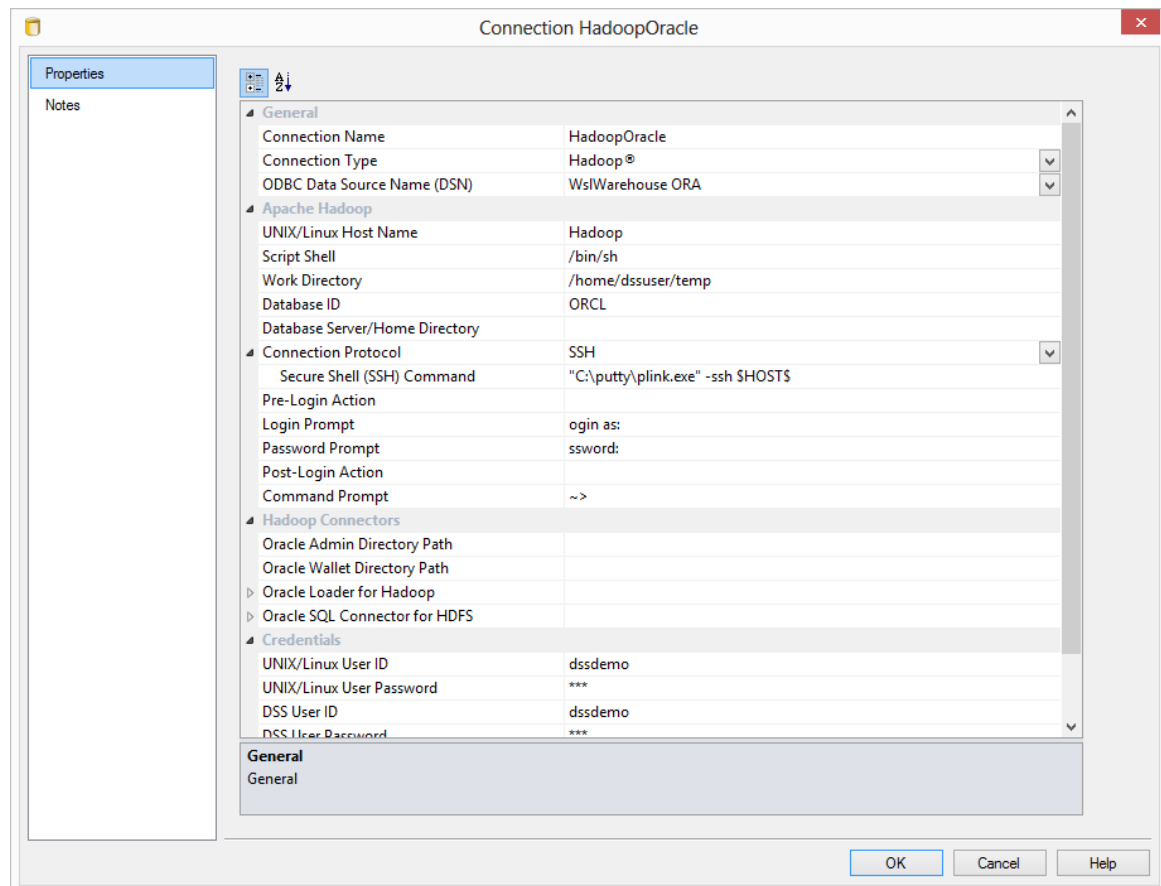 Connection HadoopOracle
Properties
Notes
General
Connection Name HadoopOracle
Connection Type Hadoop®
ODBC Data Source Name (DSN) WslWarehouse ORA
Apache Hadoop
UNIX/Linux Host Name Hadoop
Script Shell /bin/sh
Work Directory /home/dssuser/temp
Database ID ORCL
Database Server/Home Directory
Connection Protocol SSH
Secure Shell (SSH) Command "C:\putty\plink.exe" -ssh $HOST$
Pre-Login Action
Login Prompt ogin as:
Password Prompt ssword:
Post-Login Action
Command Prompt ~>
Hadoop Connectors
Oracle Admin Directory Path
Oracle Wallet Directory Path
Oracle Loader for Hadoop
Oracle SQL Connector for HDFS
Credentials
UNIX/Linux User ID dssdemo
UNIX/Linux User Password ***
DSS User ID dssdemo
DSS User Password ***
General
General
OK Cancel Help